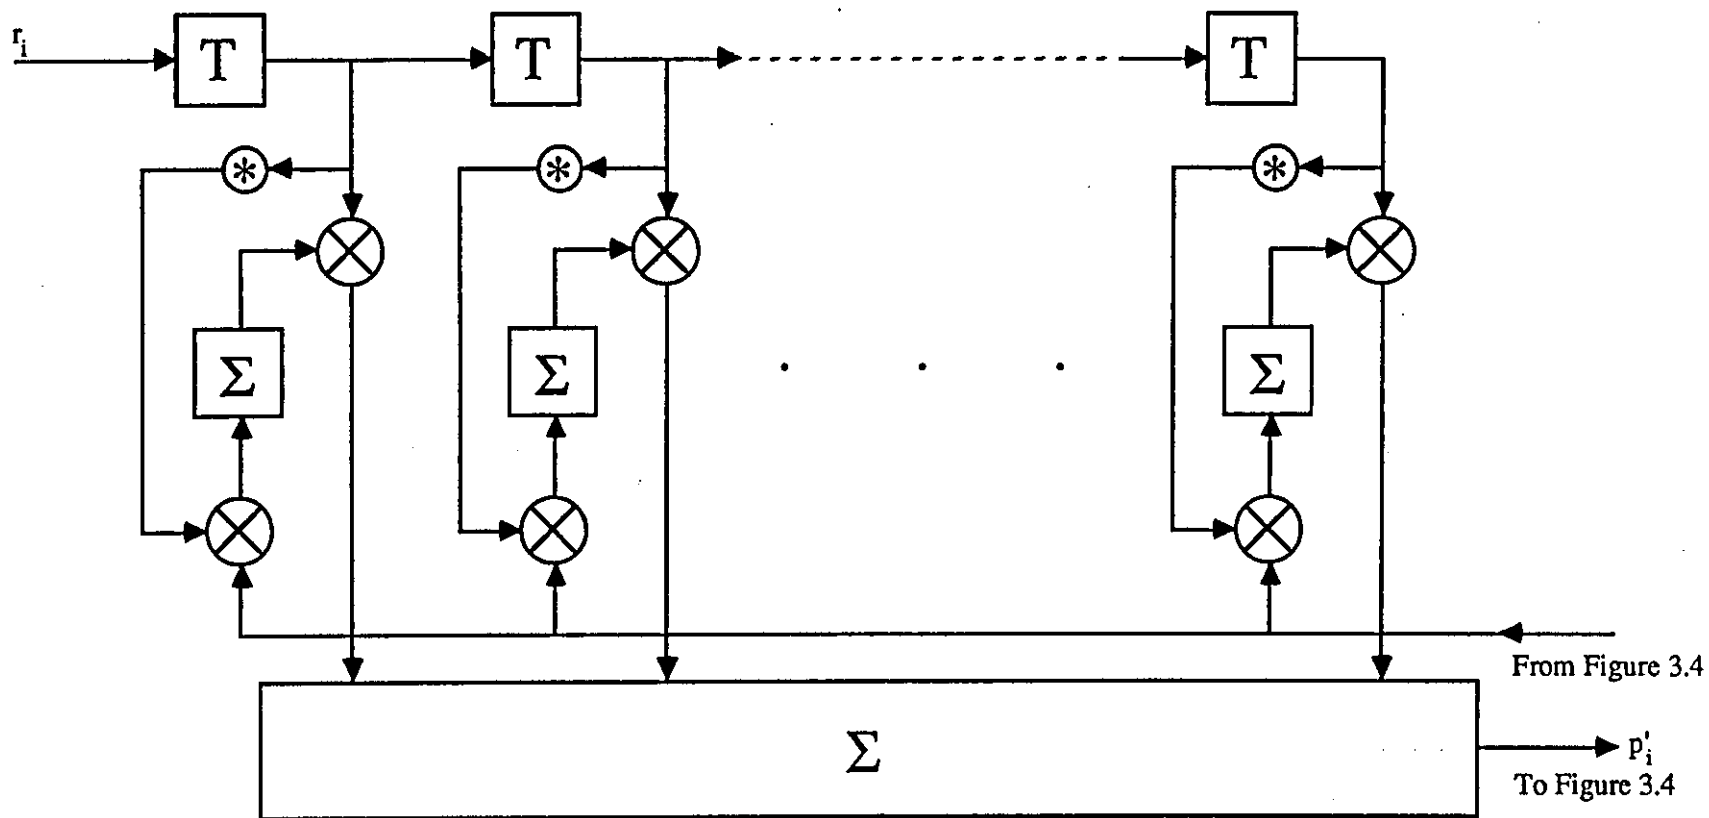 r_i
T
T
T
*
*
*
Σ
Σ
Σ
From Figure 3.4
Σ
p'_i
To Figure 3.4